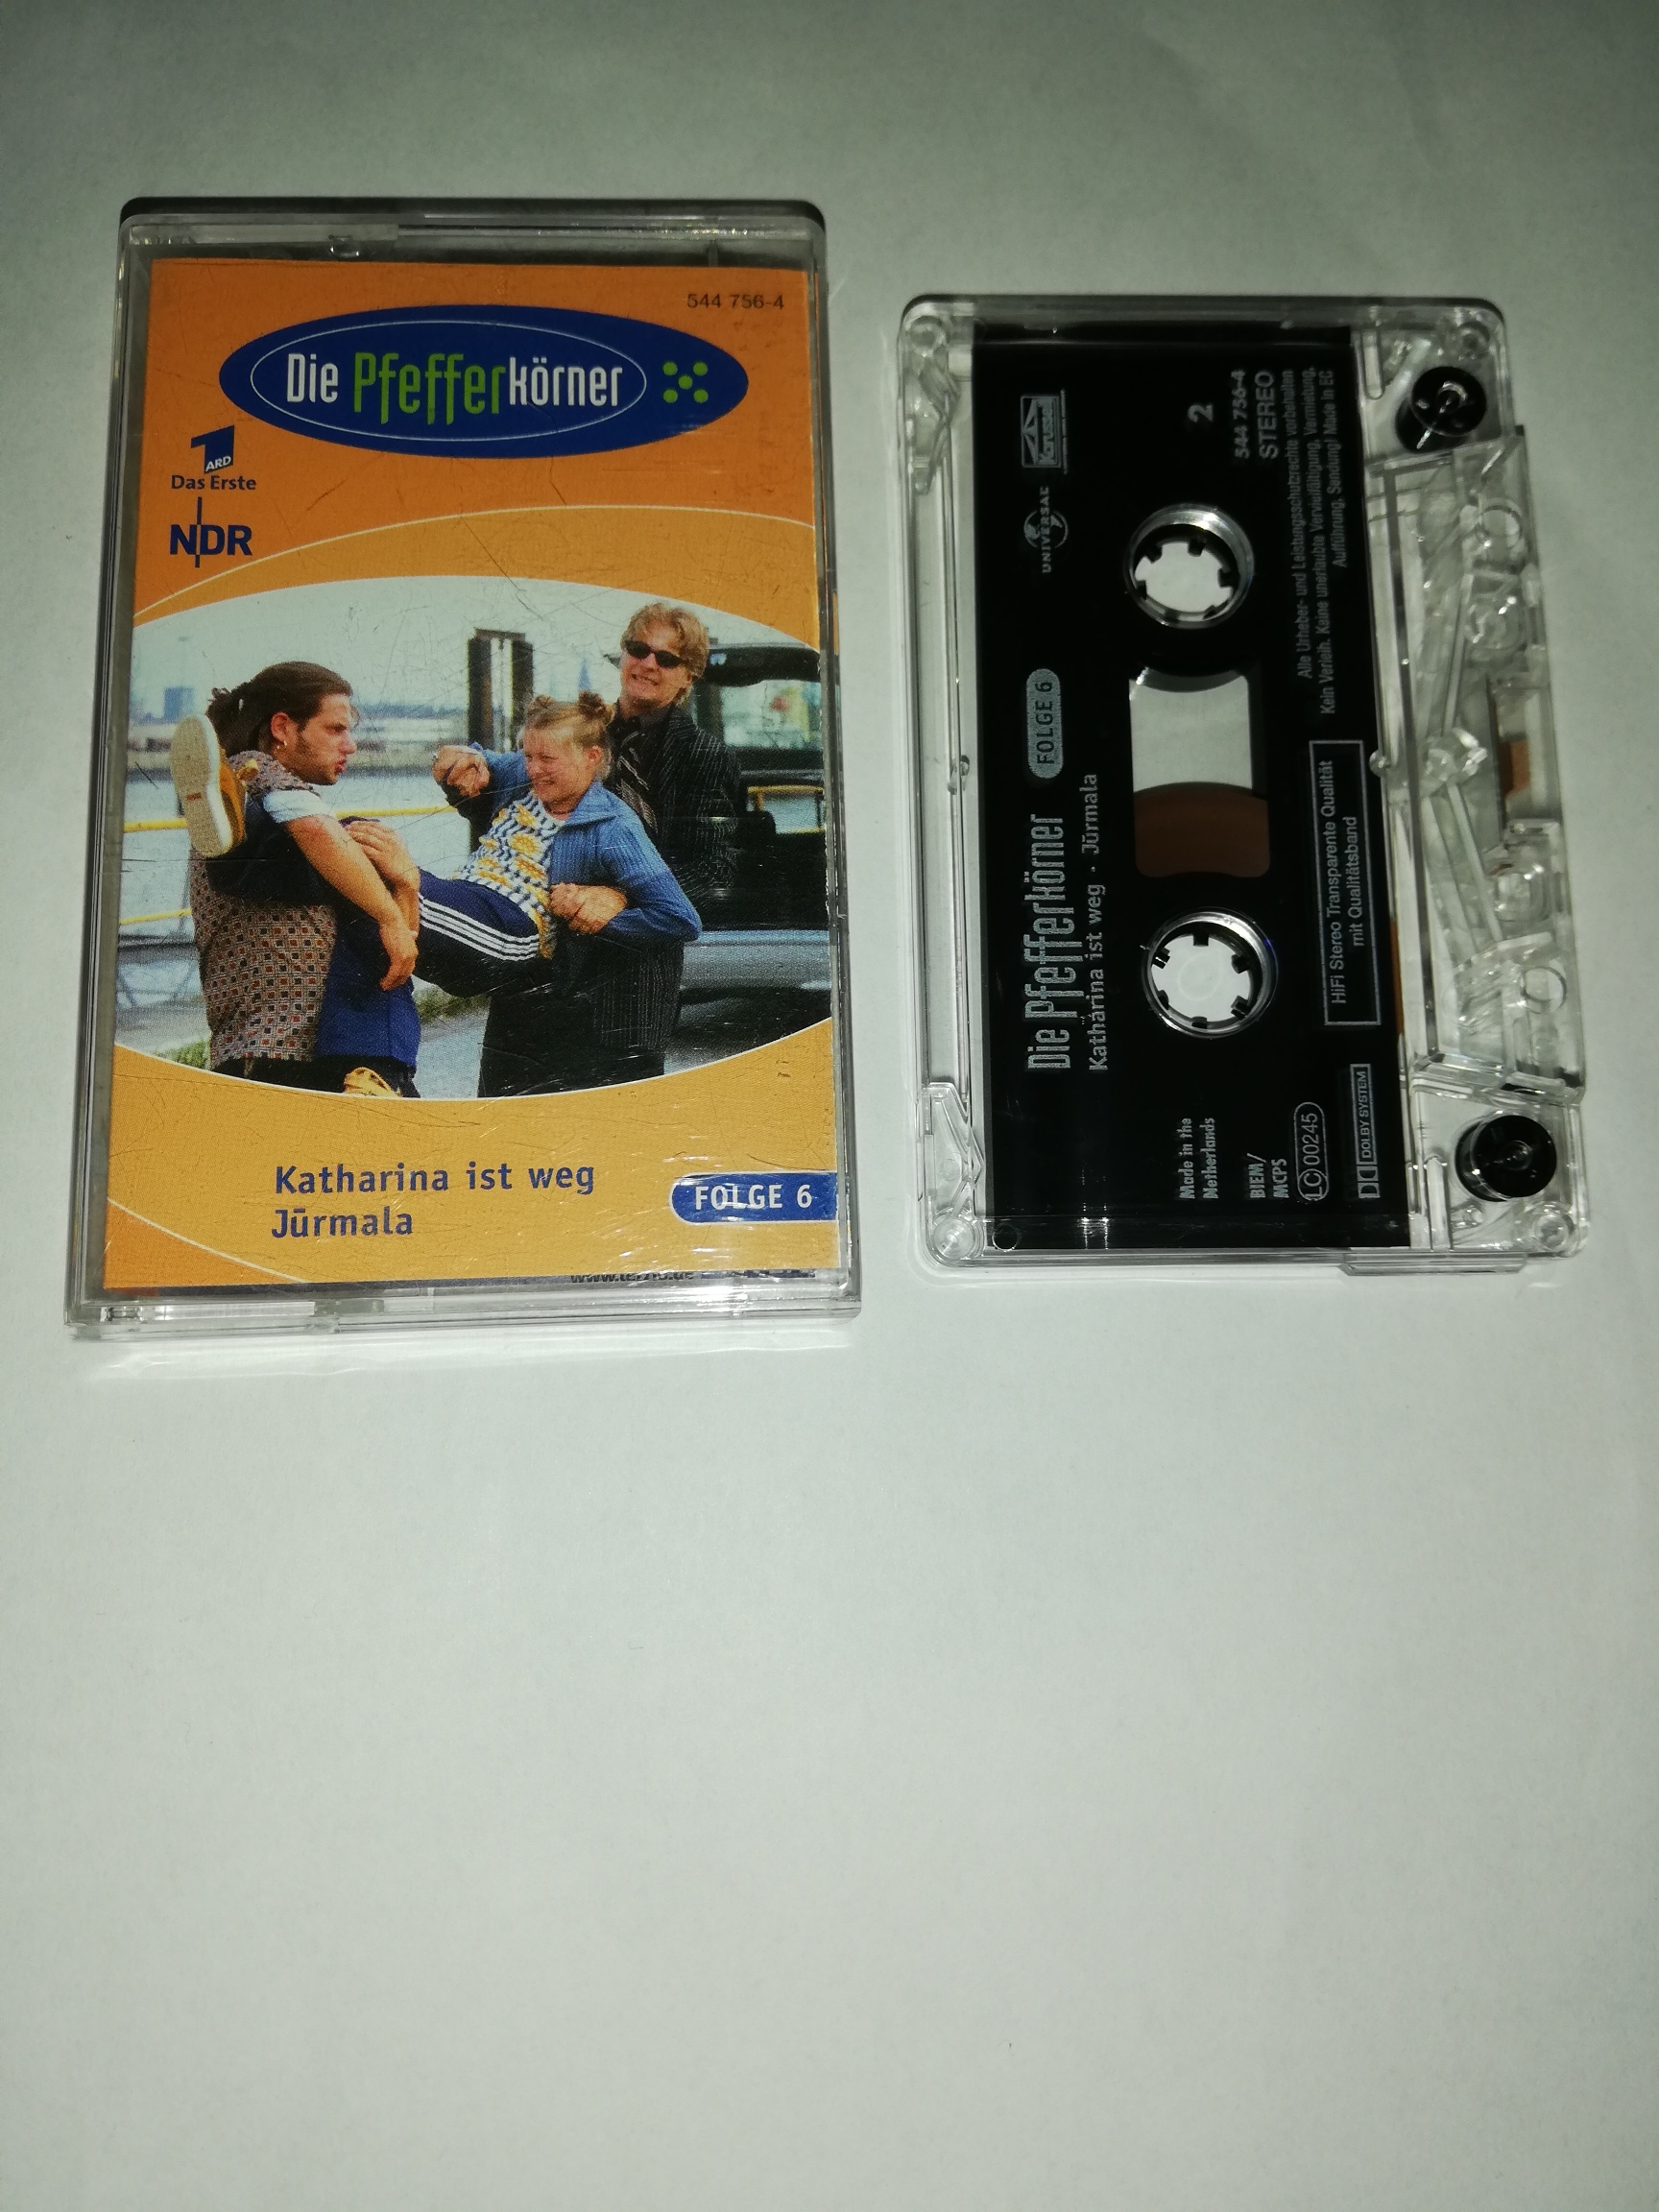 544 756-4
Die Pfefferkörner
1
ARD
Das Erste
NDR
Katharina ist weg
Jūrmala
FOLGE 6
Die Pfefferkörner FOLGE 6
Katharina ist weg · Jūrmala
UNIVERSAL
Karussell
2
544 756-4
STEREO
Made in the
Netherlands
BIEM/
MCPS
LC 00245
DOLBY SYSTEM
HiFi Stereo Transparente Qualität
mit Qualitätsband
Alle Urheber- und Leistungsschutzrechte vorbehalten
Kein Verleih. Keine unerlaubte Vervielfältigung, Vermietung,
Aufführung, Sendung! Made in EC